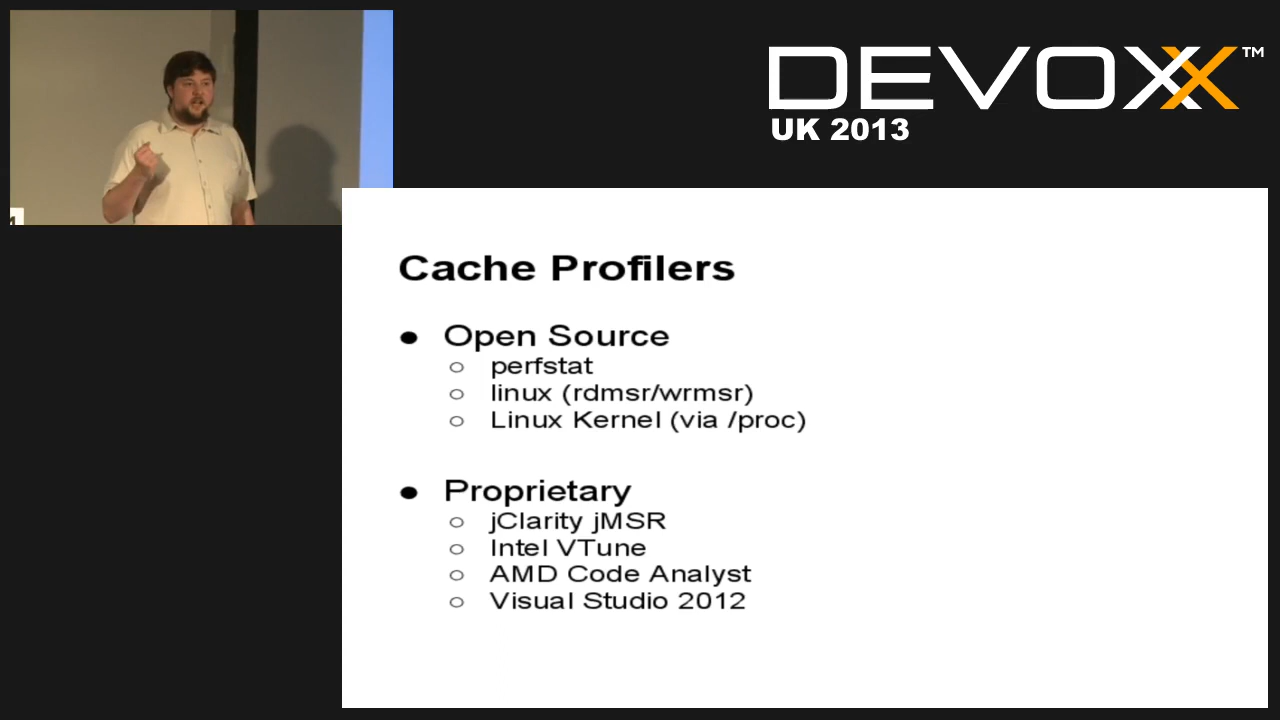 DEVOXX™
UK 2013
Cache Profilers
● Open Source
○ perfstat
○ linux (rdmsr/wrmsr)
○ Linux Kernel (via /proc)
● Proprietary
○ jClarity jMSR
○ Intel VTune
○ AMD Code Analyst
○ Visual Studio 2012